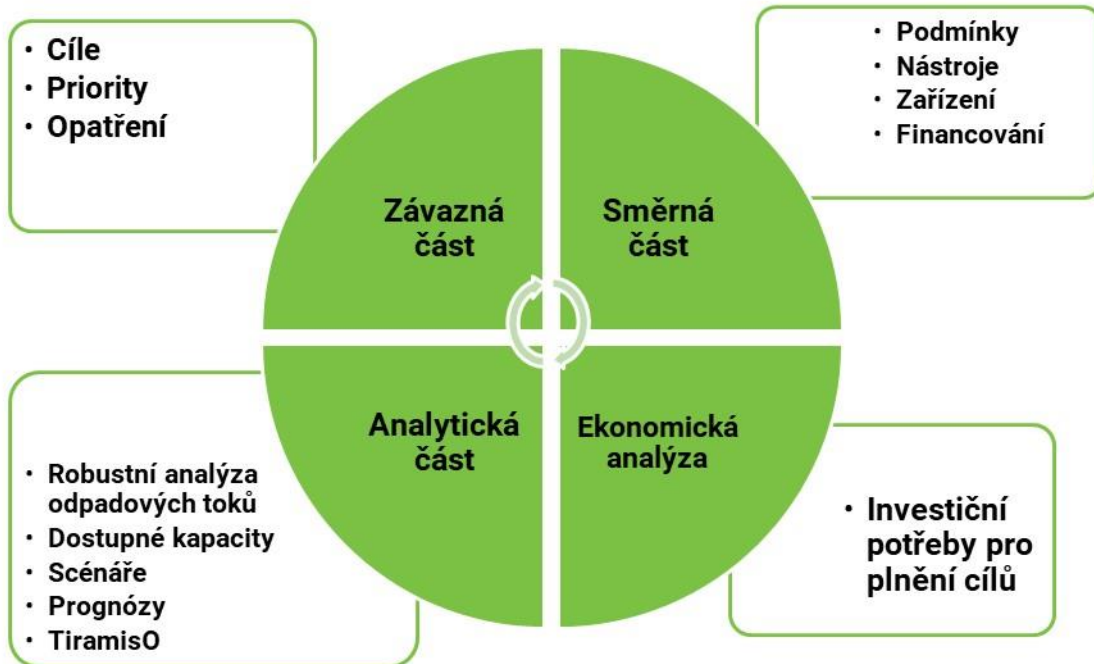 • Cíle
• Priority
• Opatření
• Podmínky
• Nástroje
• Zařízení
• Financování
Závazná
část
Směrná
část
Analytická
část
Ekonomická
analýza
• Robustní analýza
odpadových toků
• Dostupné kapacity
• Scénáře
• Prognózy
• TiramisO
• Investiční
potřeby pro
plnění cílů